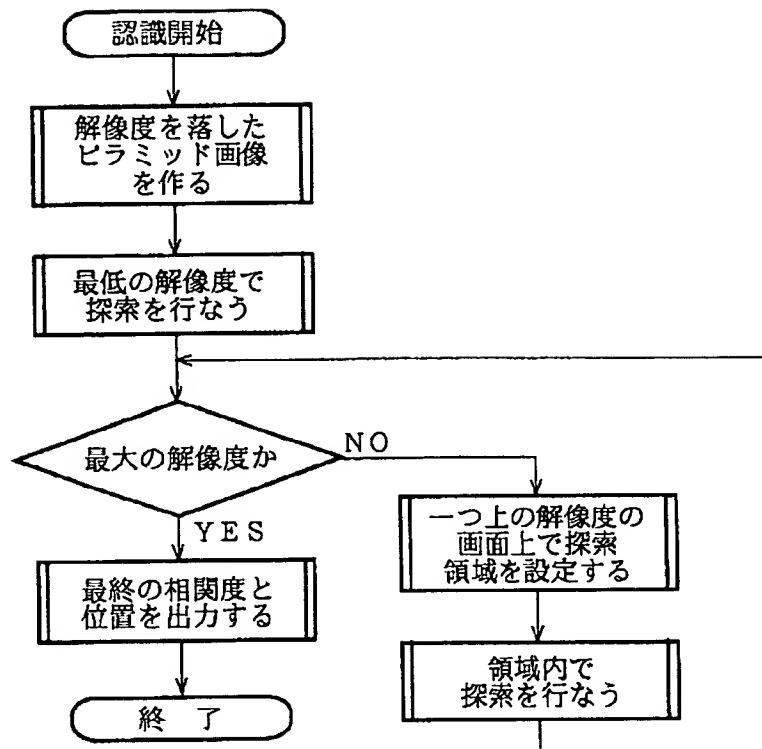 認識開始
解像度を落した
ピラミッド画像
を作る
最低の解像度で
探索を行なう
最大の解像度か
NO
YES
一つ上の解像度の
画面上で探索
領域を設定する
最終の相関度と
位置を出力する
領域内で
探索を行なう
終 了